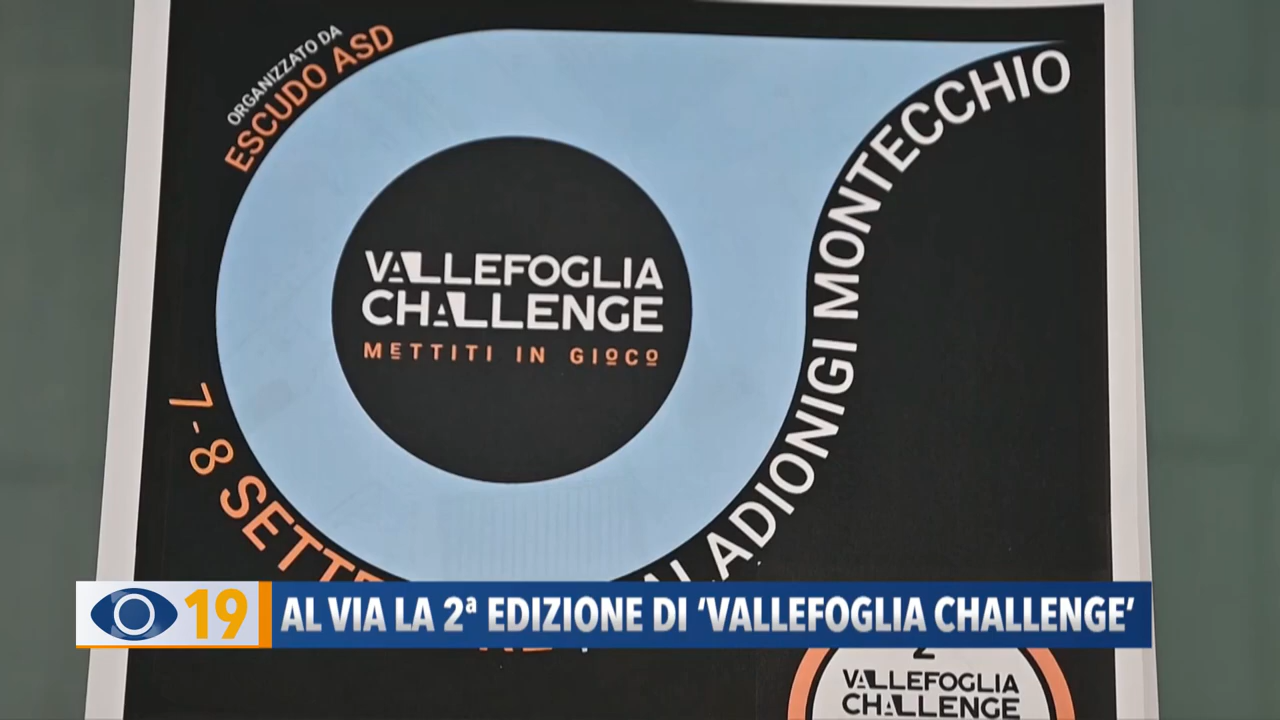 ORGANIZZATO DA
ESCUDO ASD
VALLEFOGLIA
CHALLENGE
METTITI IN GIOCO
ADIONIGI MONTECCHIO
7-8
19
AL VIA LA 2ª EDIZIONE DI ‘VALLEFOGLIA CHALLENGE’
VALLEFOGLIA
CHALLENGE